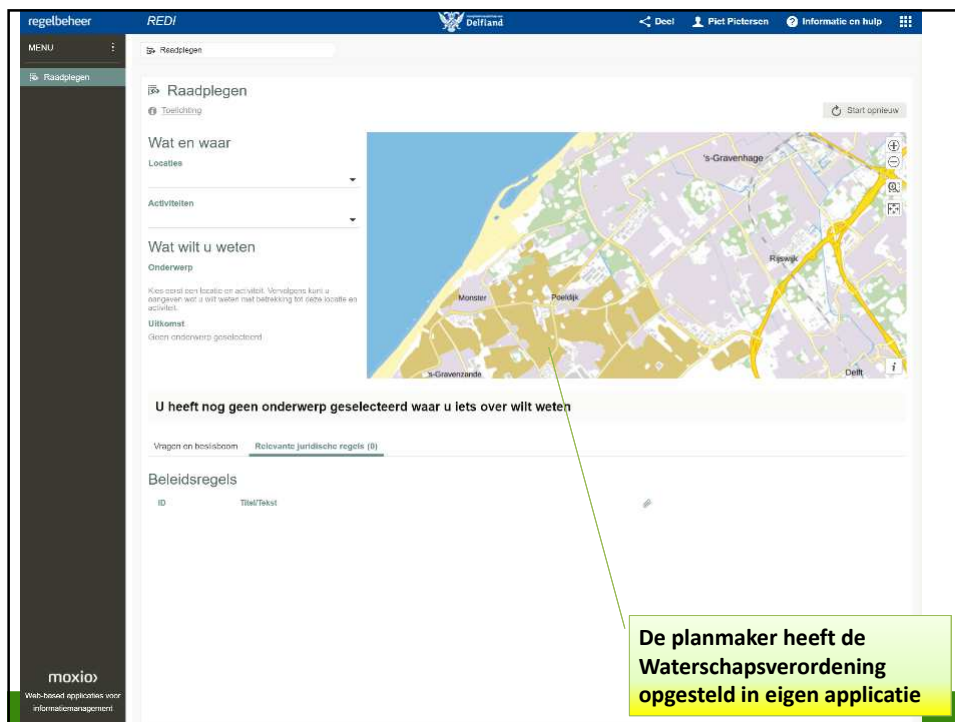 regelbeheer
REDI
Delfland
Deel
Piet Pietersen
Informatie en hulp
MENU
Raadplegen
Raadplegen
Raadplegen
Toelichting
Start opnieuw
Wat en waar
Locaties
Activiteiten
Wat wilt u weten
Onderwerp
Kies eerst een locatie en activiteit. Vervolgens kunt u
aangeven wat u wilt weten met betrekking tot deze locatie en
activiteit.
Uitkomst
Geen onderwerp geselecteerd
's-Gravenhage
Rijswijk
Monster
Poeldijk
's-Gravenzande
Delft
i
U heeft nog geen onderwerp geselecteerd waar u iets over wilt weten
Vragen en beslisboom
Relevante juridische regels (0)
Beleidsregels
ID
Titel/Tekst
De planmaker heeft de
Waterschapsverordening
opgesteld in eigen applicatie
moxio
Web-based applicaties voor
informatiemanagement